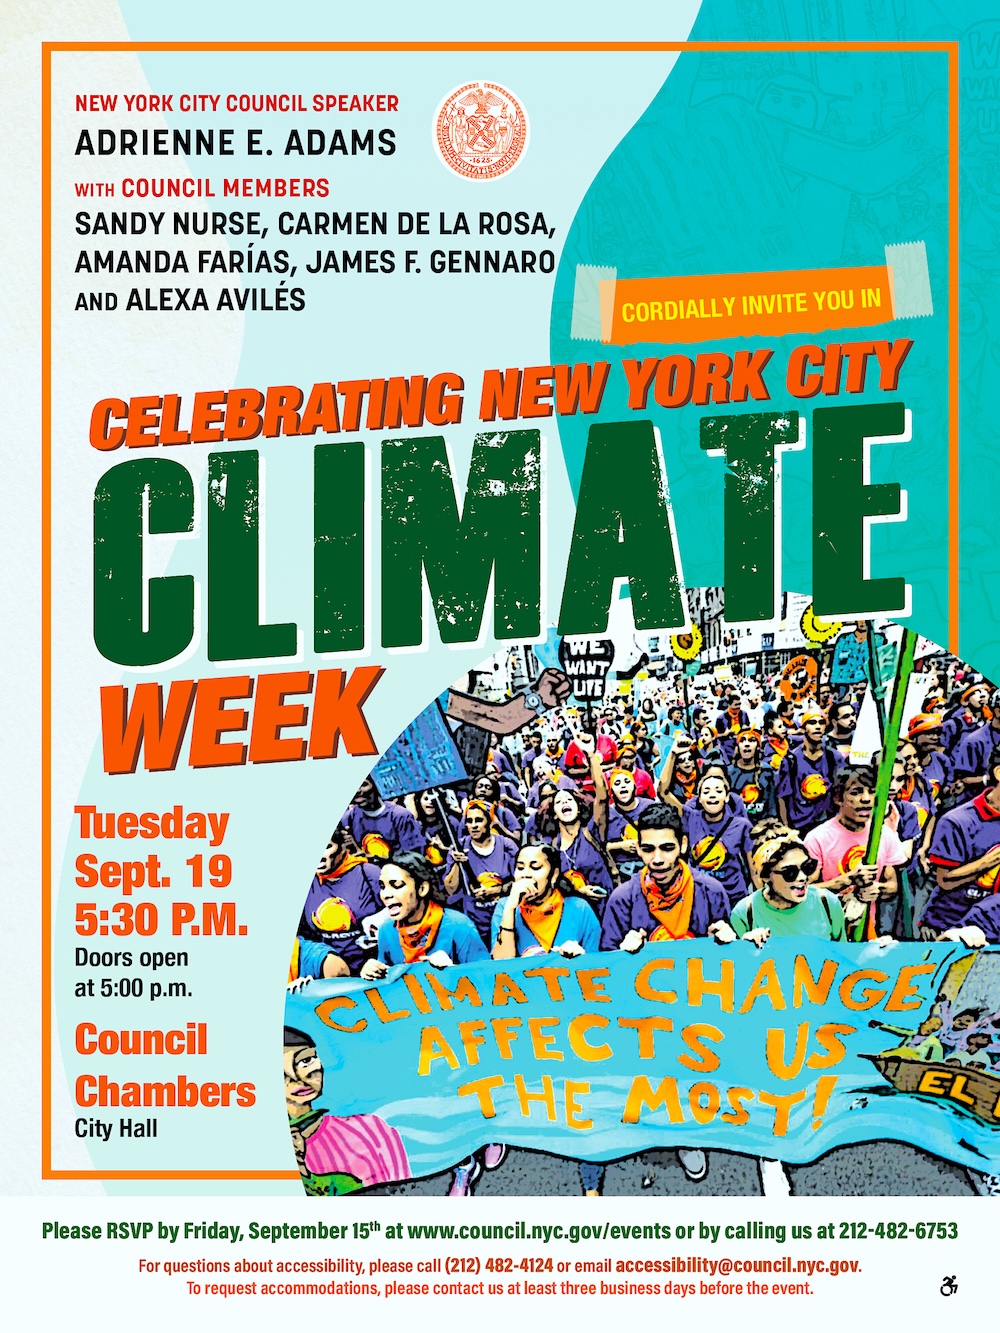 NEW YORK CITY COUNCIL SPEAKER
ADRIENNE E. ADAMS
WITH COUNCIL MEMBERS
SANDY NURSE, CARMEN DE LA ROSA,
AMANDA FARÍAS, JAMES F. GENNARO
AND ALEXA AVILÉS
CORDIALLY INVITE YOU IN
CELEBRATING NEW YORK CITY
CLIMATE
WEEK
WE
WANT
LIFE
Tuesday
Sept. 19
5:30 P.M.
Doors open
at 5:00 p.m.
Council
Chambers
City Hall
CLIMATE CHANGE
AFFECTS US
THE MOST!
EL
Please RSVP by Friday, September 15th at www.council.nyc.gov/events or by calling us at 212-482-6753
For questions about accessibility, please call (212) 482-4124 or email accessibility@council.nyc.gov.
To request accommodations, please contact us at least three business days before the event.